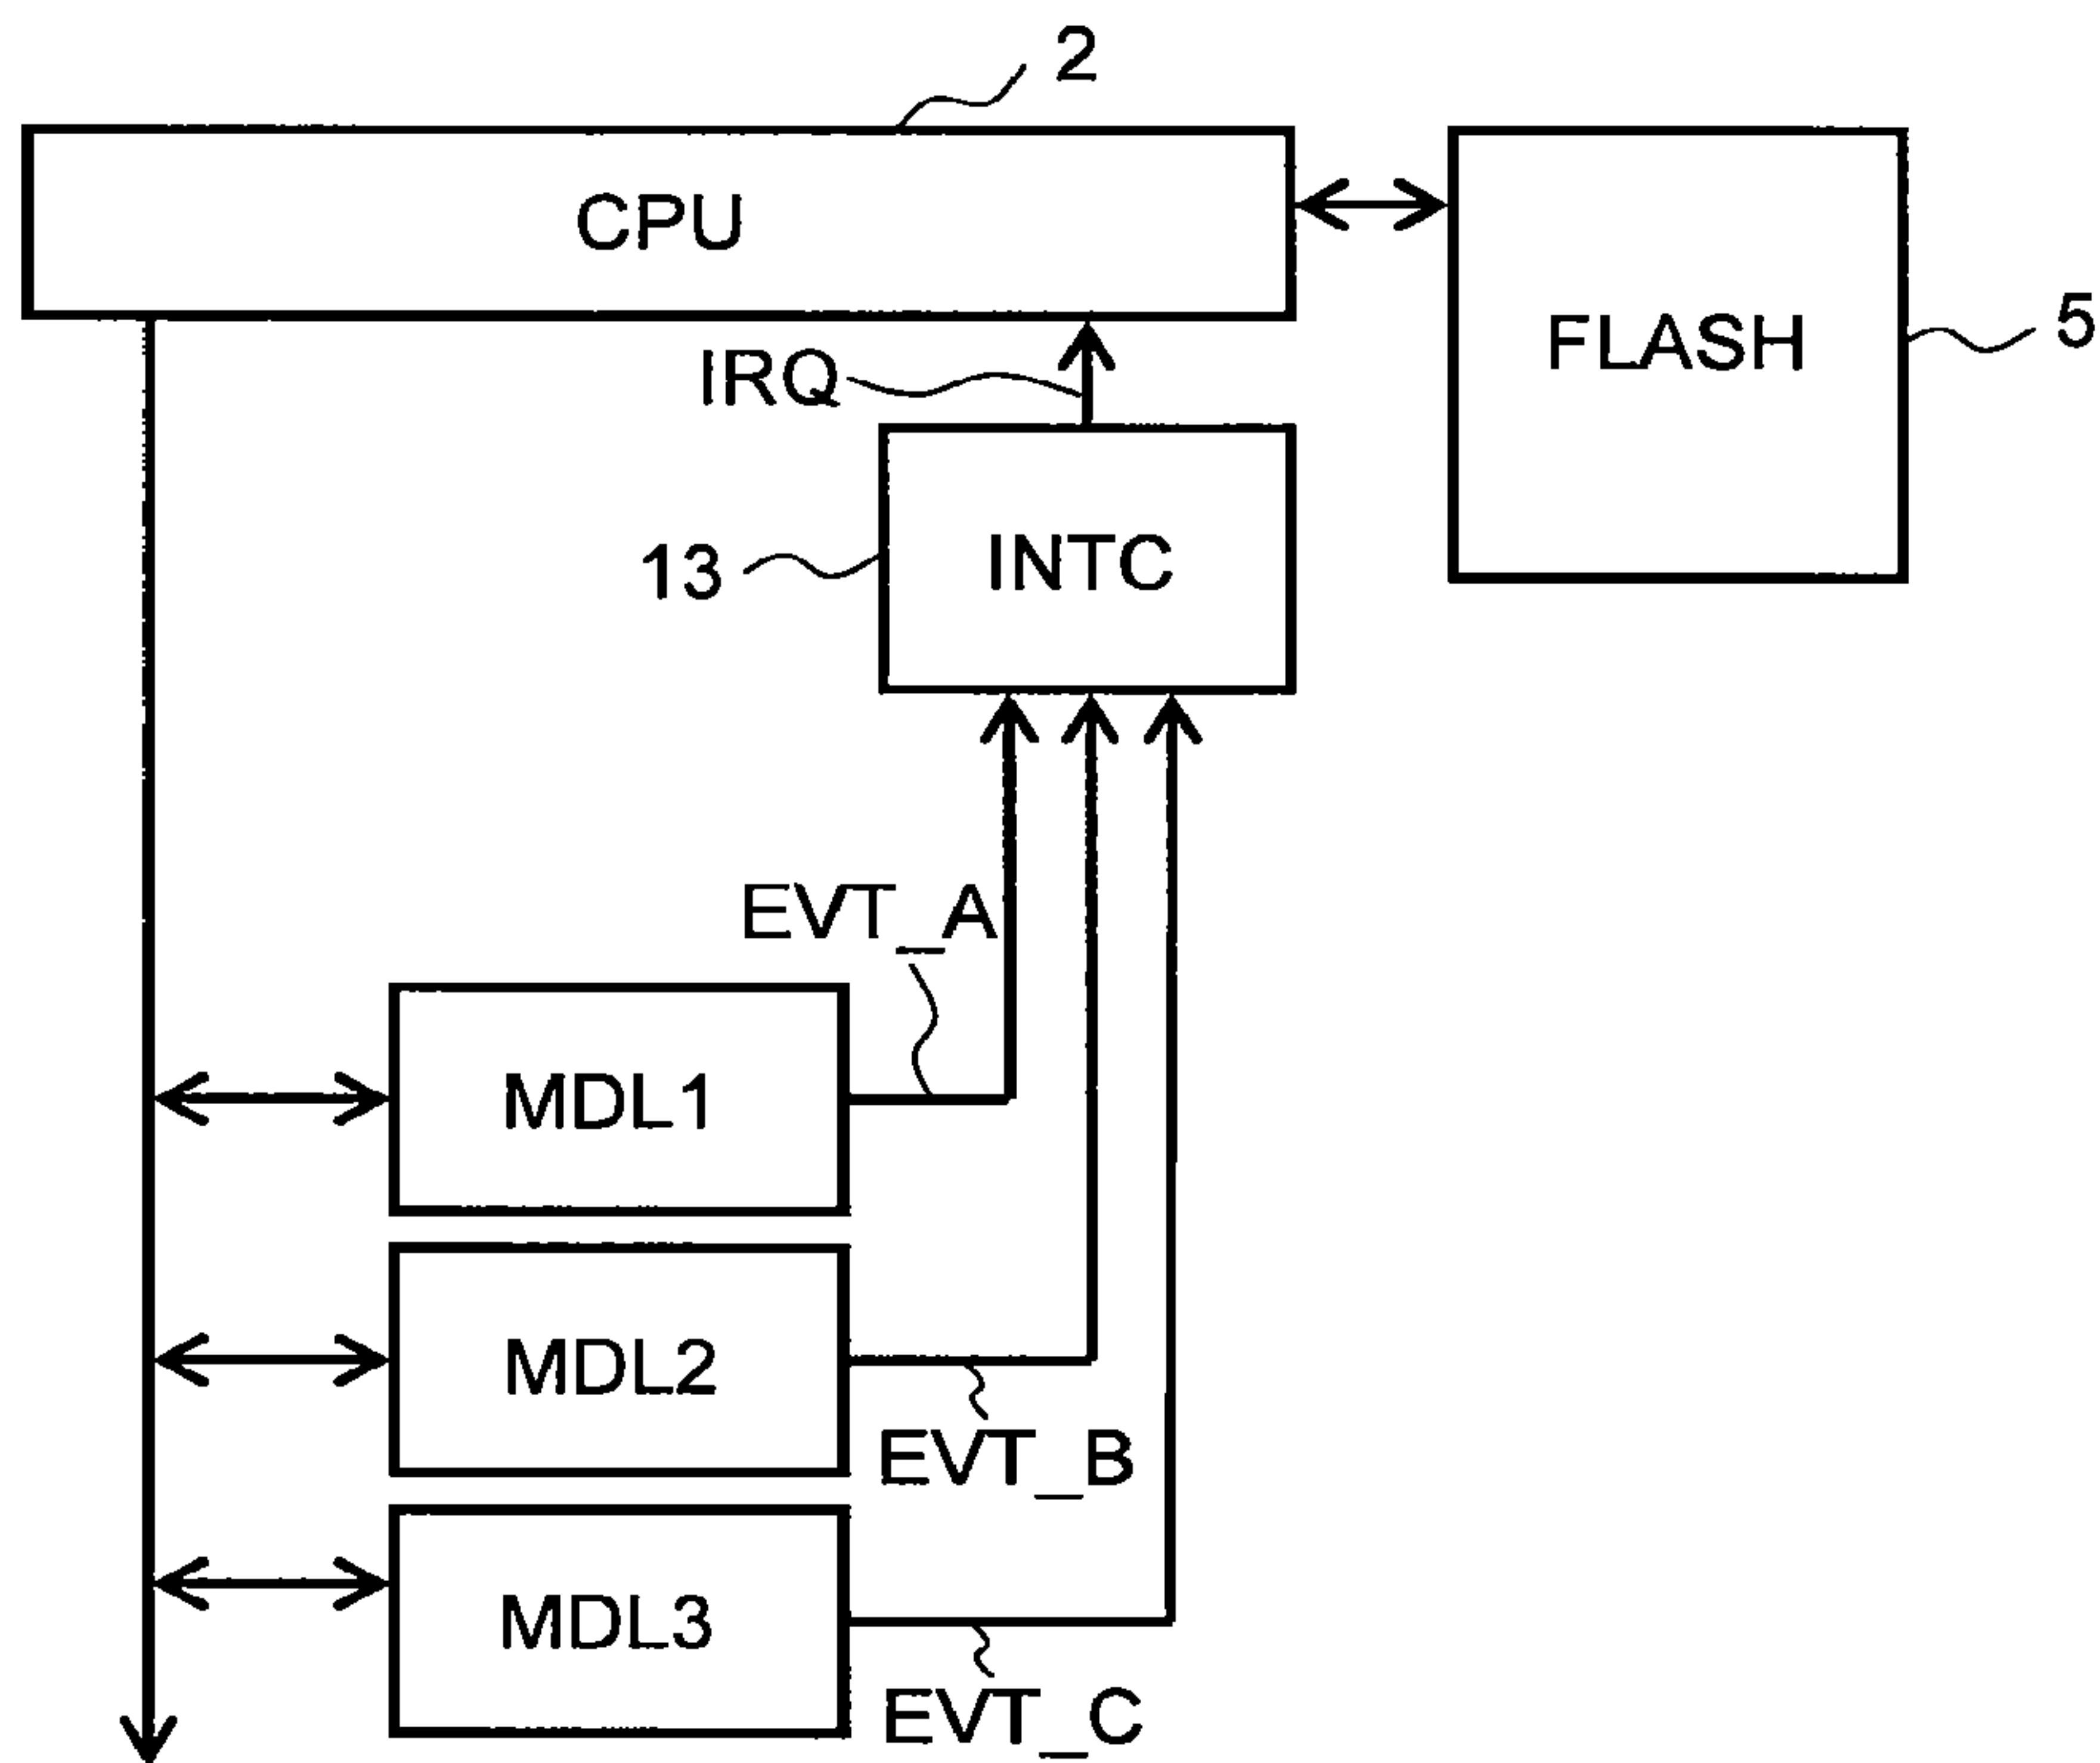 2
CPU
FLASH
5
IRQ
INTC
13
EVT_A
MDL1
MDL2
EVT_B
MDL3
EVT_C